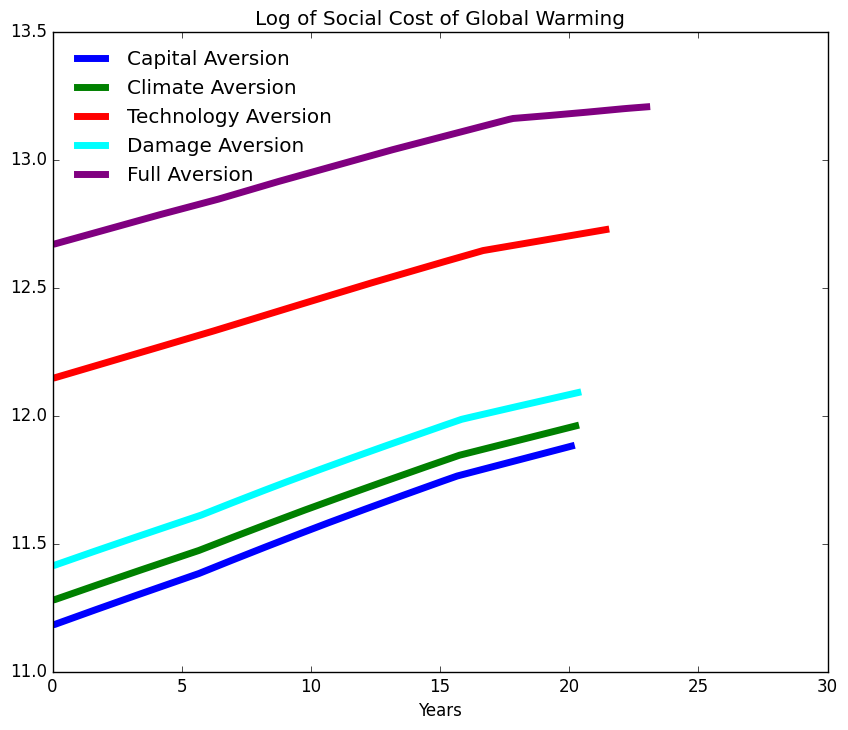 Log of Social Cost of Global Warming
13.5
Capital Aversion
Climate Aversion
Technology Aversion
Damage Aversion
Full Aversion
13.0
12.5
12.0
11.5
11.0
0 5 10 15 20 25 30
Years